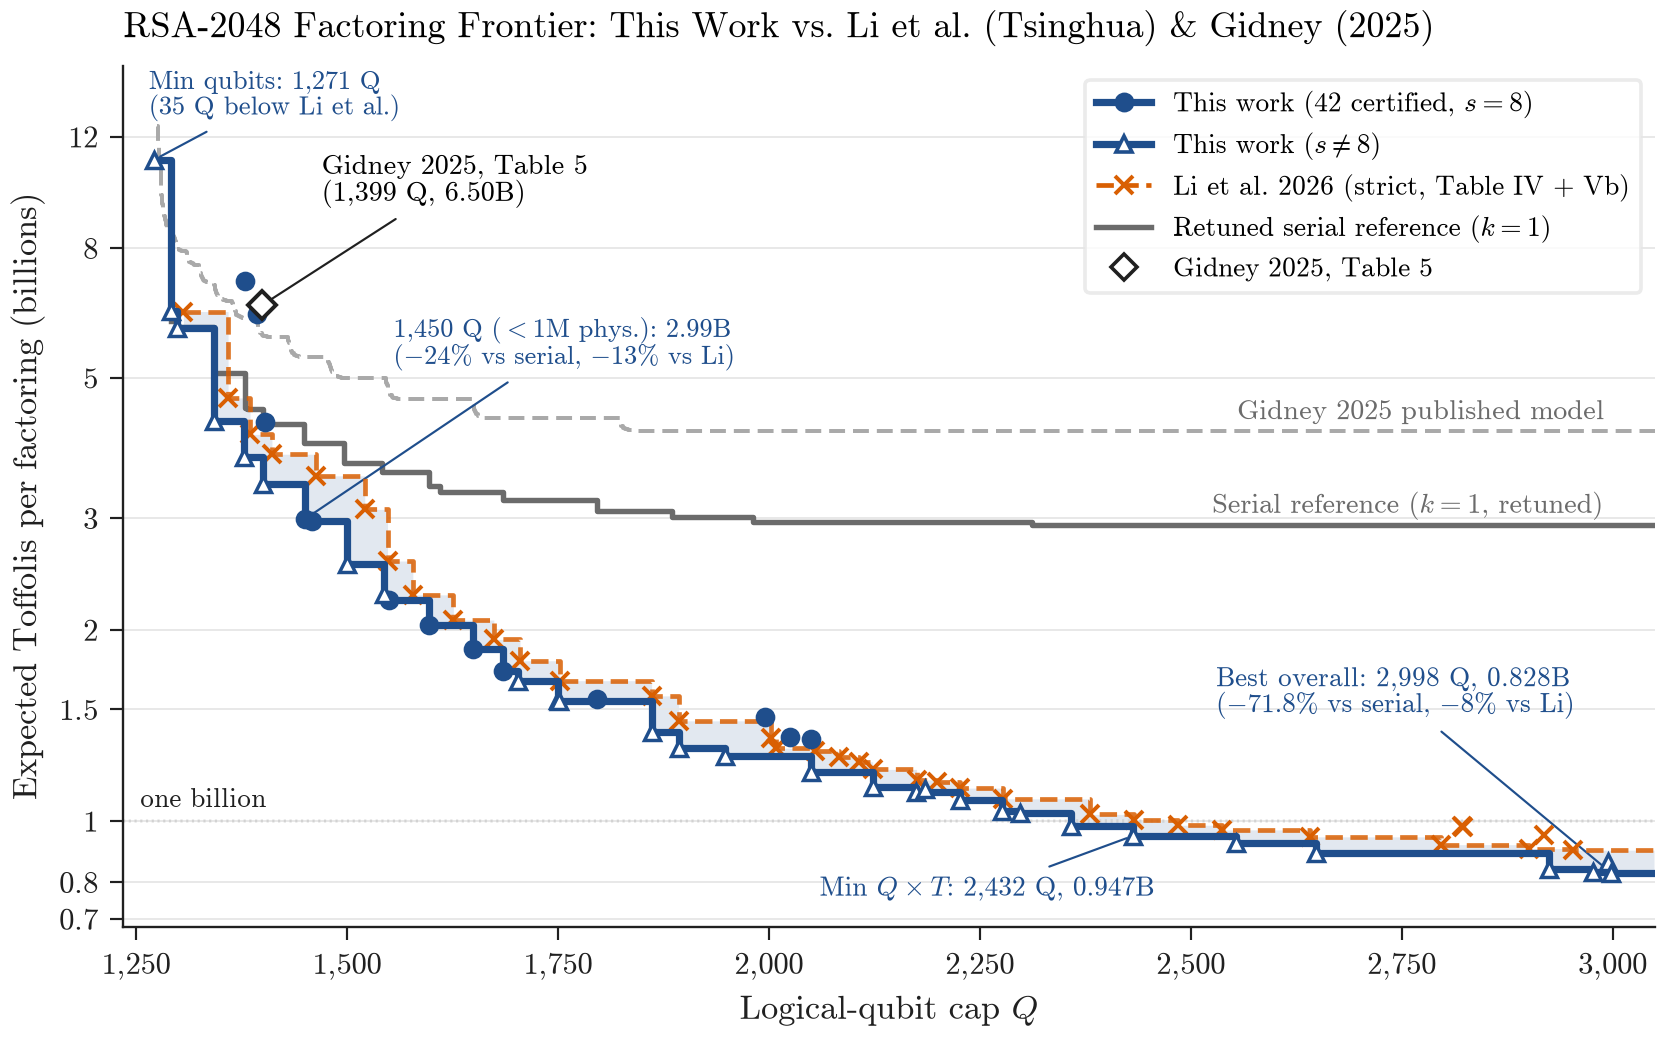 RSA-2048 Factoring Frontier: This Work vs. Li et al. (Tsinghua) & Gidney (2025)
Min qubits: 1,271 Q
(35 Q below Li et al.)
Gidney 2025, Table 5
(1,399 Q, 6.50B)
1,450 Q (<1M phys.): 2.99B
(−24% vs serial, −13% vs Li)
This work (42 certified, s = 8)
This work (s ≠ 8)
Li et al. 2026 (strict, Table IV + Vb)
Retuned serial reference (k = 1)
Gidney 2025, Table 5
Gidney 2025 published model
Serial reference (k = 1, retuned)
Best overall: 2,998 Q, 0.828B
(−71.8% vs serial, −8% vs Li)
one billion
Min Q × T: 2,432 Q, 0.947B
Expected Toffolis per factoring (billions)
12
8
5
3
2
1.5
1
0.8
0.7
1,250
1,500
1,750
2,000
2,250
2,500
2,750
3,000
Logical-qubit cap Q